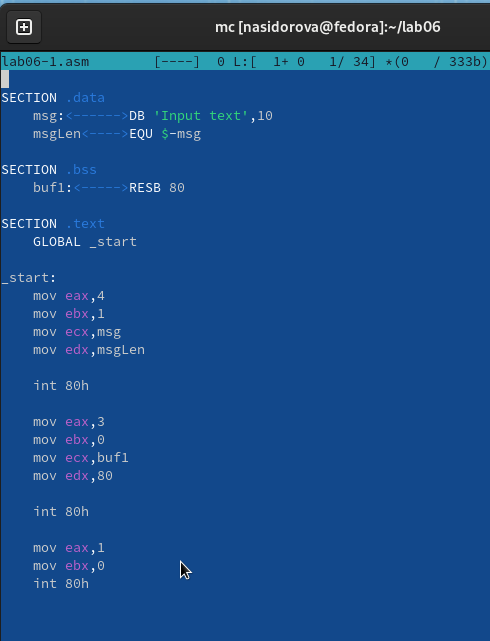 mc [nasidorova@fedora]:~/lab06
lab06-1.asm        [----]  0 L:[  1+ 0   1/ 34] *(0   / 333b)
SECTION .data
    msg:<------>DB 'Input text',10
    msgLen<---->EQU $-msg
SECTION .bss
    buf1:<----->RESB 80
SECTION .text
    GLOBAL _start
_start:
    mov eax,4
    mov ebx,1
    mov ecx,msg
    mov edx,msgLen
    int 80h
    mov eax,3
    mov ebx,0
    mov ecx,buf1
    mov edx,80
    int 80h
    mov eax,1
    mov ebx,0
    int 80h